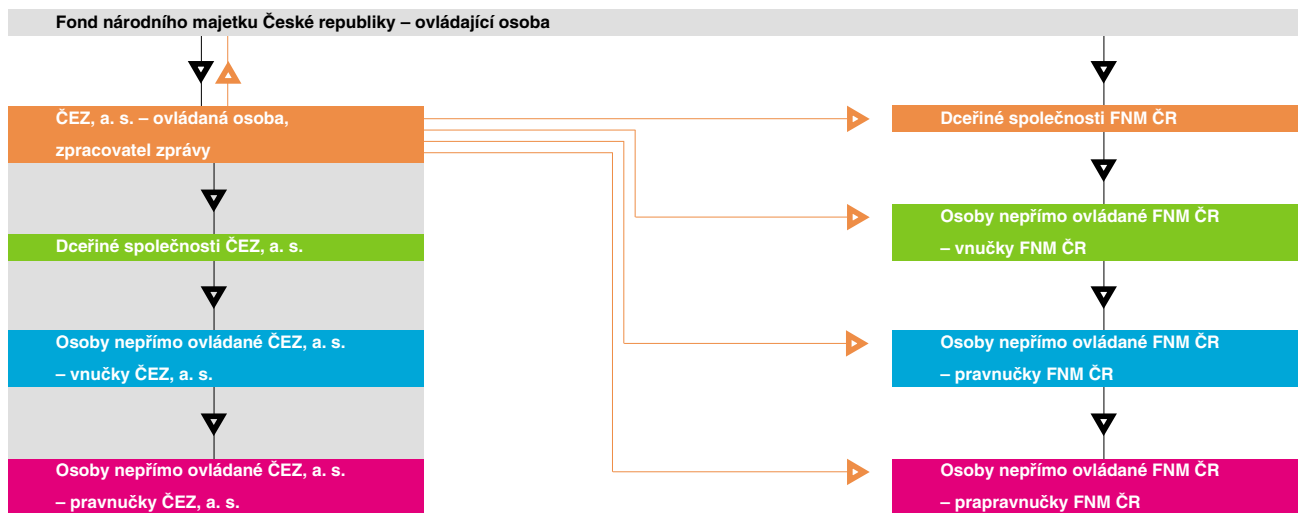 Fond národního majetku České republiky – ovládající osoba
ČEZ, a. s. – ovládaná osoba,
zpracovatel zprávy
Dceřiné společnosti ČEZ, a. s.
Osoby nepřímo ovládané ČEZ, a. s.
– vnučky ČEZ, a. s.
Osoby nepřímo ovládané ČEZ, a. s.
– pravnučky ČEZ, a. s.
Dceřiné společnosti FNM ČR
Osoby nepřímo ovládané FNM ČR
– vnučky FNM ČR
Osoby nepřímo ovládané FNM ČR
– pravnučky FNM ČR
Osoby nepřímo ovládané FNM ČR
– prapravnučky FNM ČR